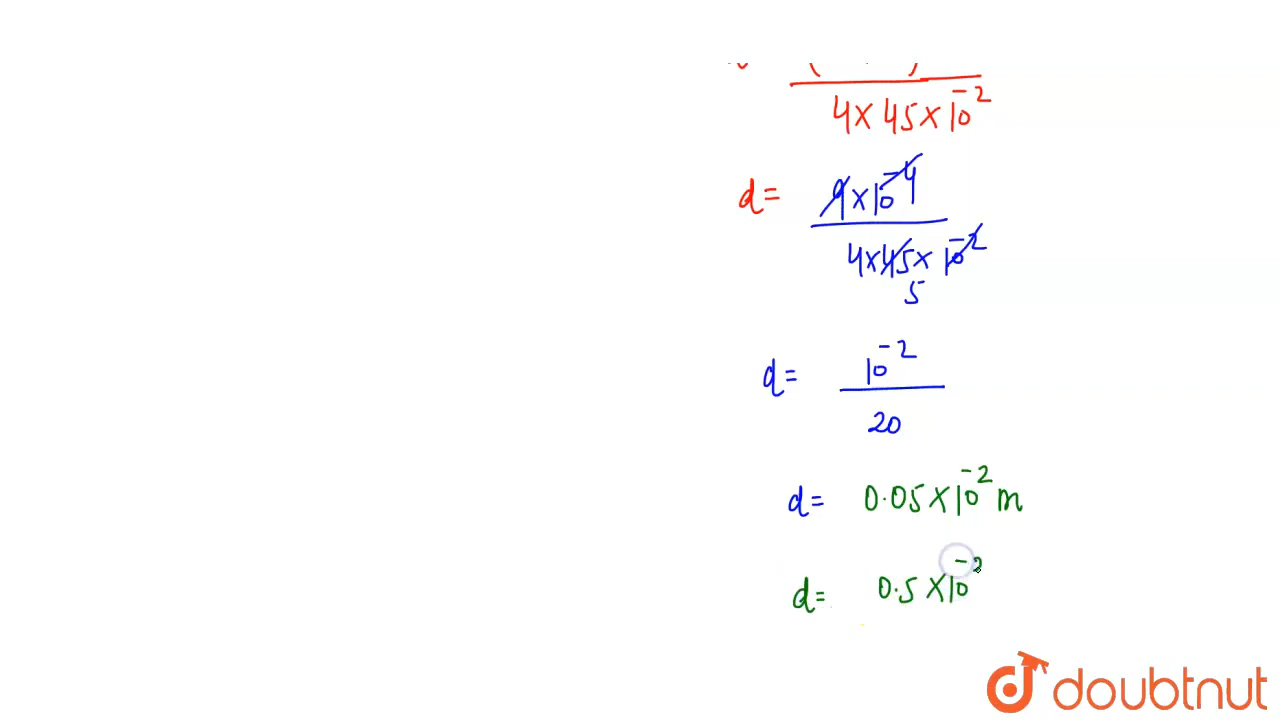 4×45×10⁻²
d= 9×10⁻⁴
4×45×10⁻²
5
d= 10⁻²
20
d= 0.05×10⁻² m
d= 0.5×10⁻
doubtnut